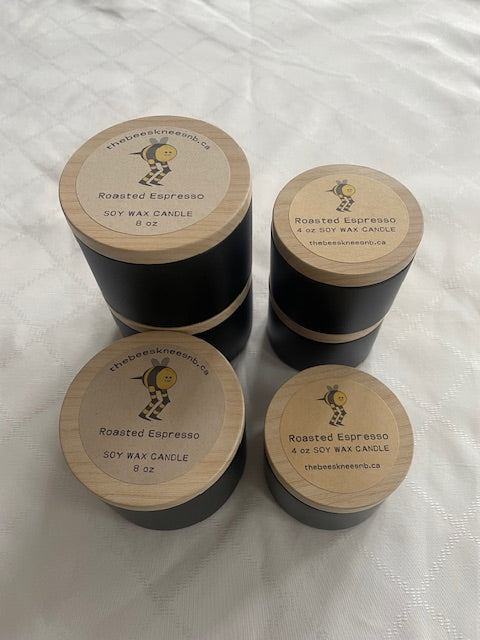 thebeeskneesnb.ca
Roasted Espresso
SOY WAX CANDLE
8 oz
Roasted Espresso
4 oz SOY WAX CANDLE
thebeeskneesnb.ca
thebeeskneesnb.ca
Roasted Espresso
SOY WAX CANDLE
8 oz
Roasted Espresso
4 oz SOY WAX CANDLE
thebeeskneesnb.ca